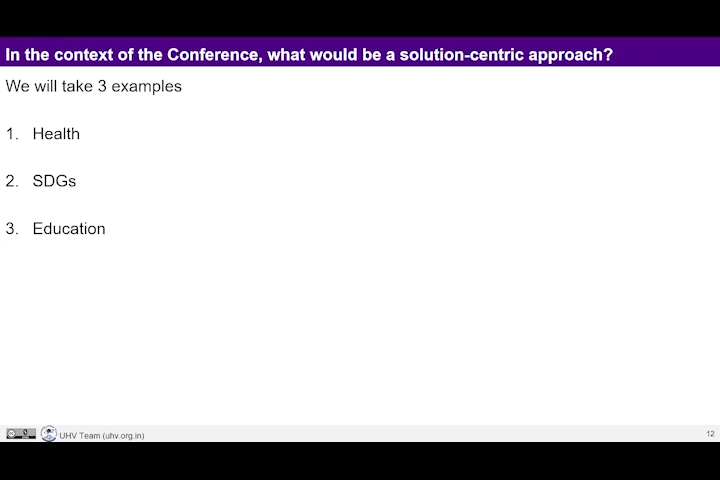 In the context of the Conference, what would be a solution-centric approach?
We will take 3 examples
1. Health
2. SDGs
3. Education
UHV Team (uhv.org.in)
12